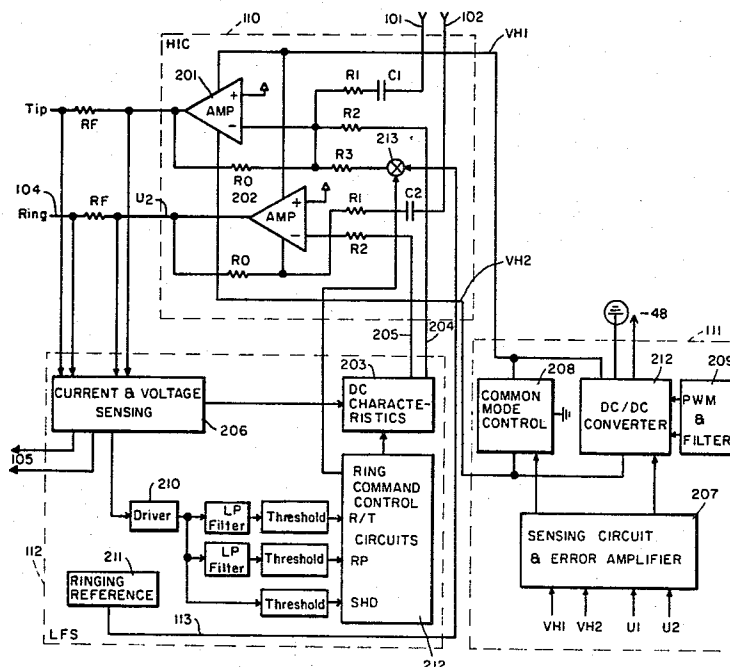 110
101
102
HIC
VH1
201
+
AMP
−
R1
C1
R2
213
Tip
RF
R0
R3
104
U2
202
Ring
RF
AMP
+
−
R1
C2
R2
R0
VH2
205
204
-48
111
203
208
212
209
CURRENT & VOLTAGE
SENSING
206
DC
CHARACTE-
RISTICS
COMMON
MODE
CONTROL
DC/DC
CONVERTER
PWM
&
FILTER
105
210
Driver
LP
Filter
Threshold
RING
COMMAND
CONTROL
R/T
CIRCUITS
207
SENSING CIRCUIT
& ERROR AMPLIFIER
LP
Filter
Threshold
RP
211
112
RINGING
REFERENCE
Threshold
SHD
113
LFS
212
VH1
VH2
U1
U2